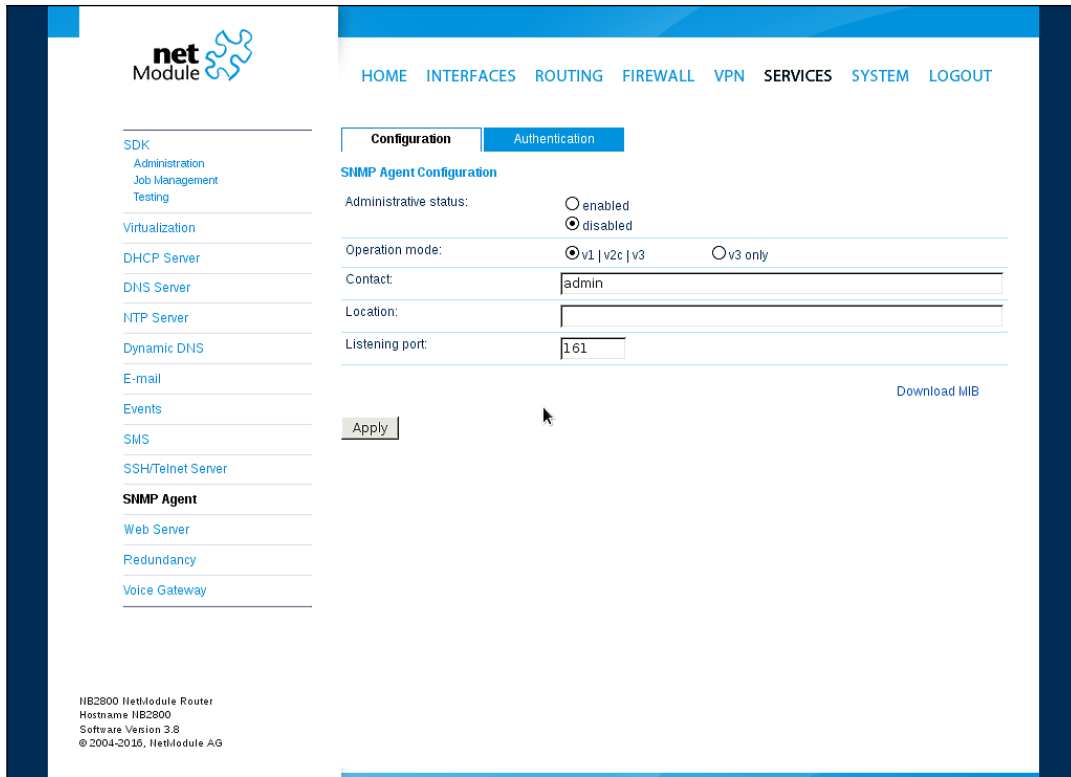 net
Module
HOME INTERFACES ROUTING FIREWALL VPN SERVICES SYSTEM LOGOUT
SDK
Administration
Job Management
Testing
Virtualization
DHCP Server
DNS Server
NTP Server
Dynamic DNS
E-mail
Events
SMS
SSH/Telnet Server
SNMP Agent
Web Server
Redundancy
Voice Gateway
Configuration Authentication
SNMP Agent Configuration
Administrative status: enabled
disabled
Operation mode: v1 | v2c | v3 v3 only
Contact: admin
Location:
Listening port: 161
Download MIB
Apply
NB2800 NetModule Router
Hostname NB2800
Software Version 3.8
© 2004-2016, NetModule AG